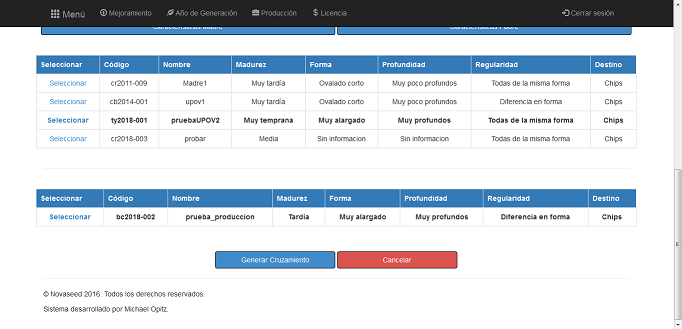 Menú Mejoramiento Año de Generación Producción Licencia Cerrar sesión
Características Madre Características Padre
Seleccionar Código Nombre Madurez Forma Profundidad Regularidad Destino
Seleccionar cr2011-009 Madre1 Muy tardía Ovalado corto Muy poco profundos Todas de la misma forma Chips
Seleccionar cb2014-001 upov1 Muy tardía Ovalado corto Muy poco profundos Diferencia en forma Chips
Seleccionar ty2018-001 pruebaUPOV2 Muy temprana Muy alargado Muy profundos Todas de la misma forma Chips
Seleccionar cr2018-003 probar Media Sin informacion Sin informacion Todas de la misma forma Chips
Seleccionar Código Nombre Madurez Forma Profundidad Regularidad Destino
Seleccionar bc2018-002 prueba_produccion Tardía Muy alargado Muy profundos Diferencia en forma Chips
Generar Cruzamiento Cancelar
© Novaseed 2016. Todos los derechos reservados.
Sistema desarrollado por Michael Opitz.